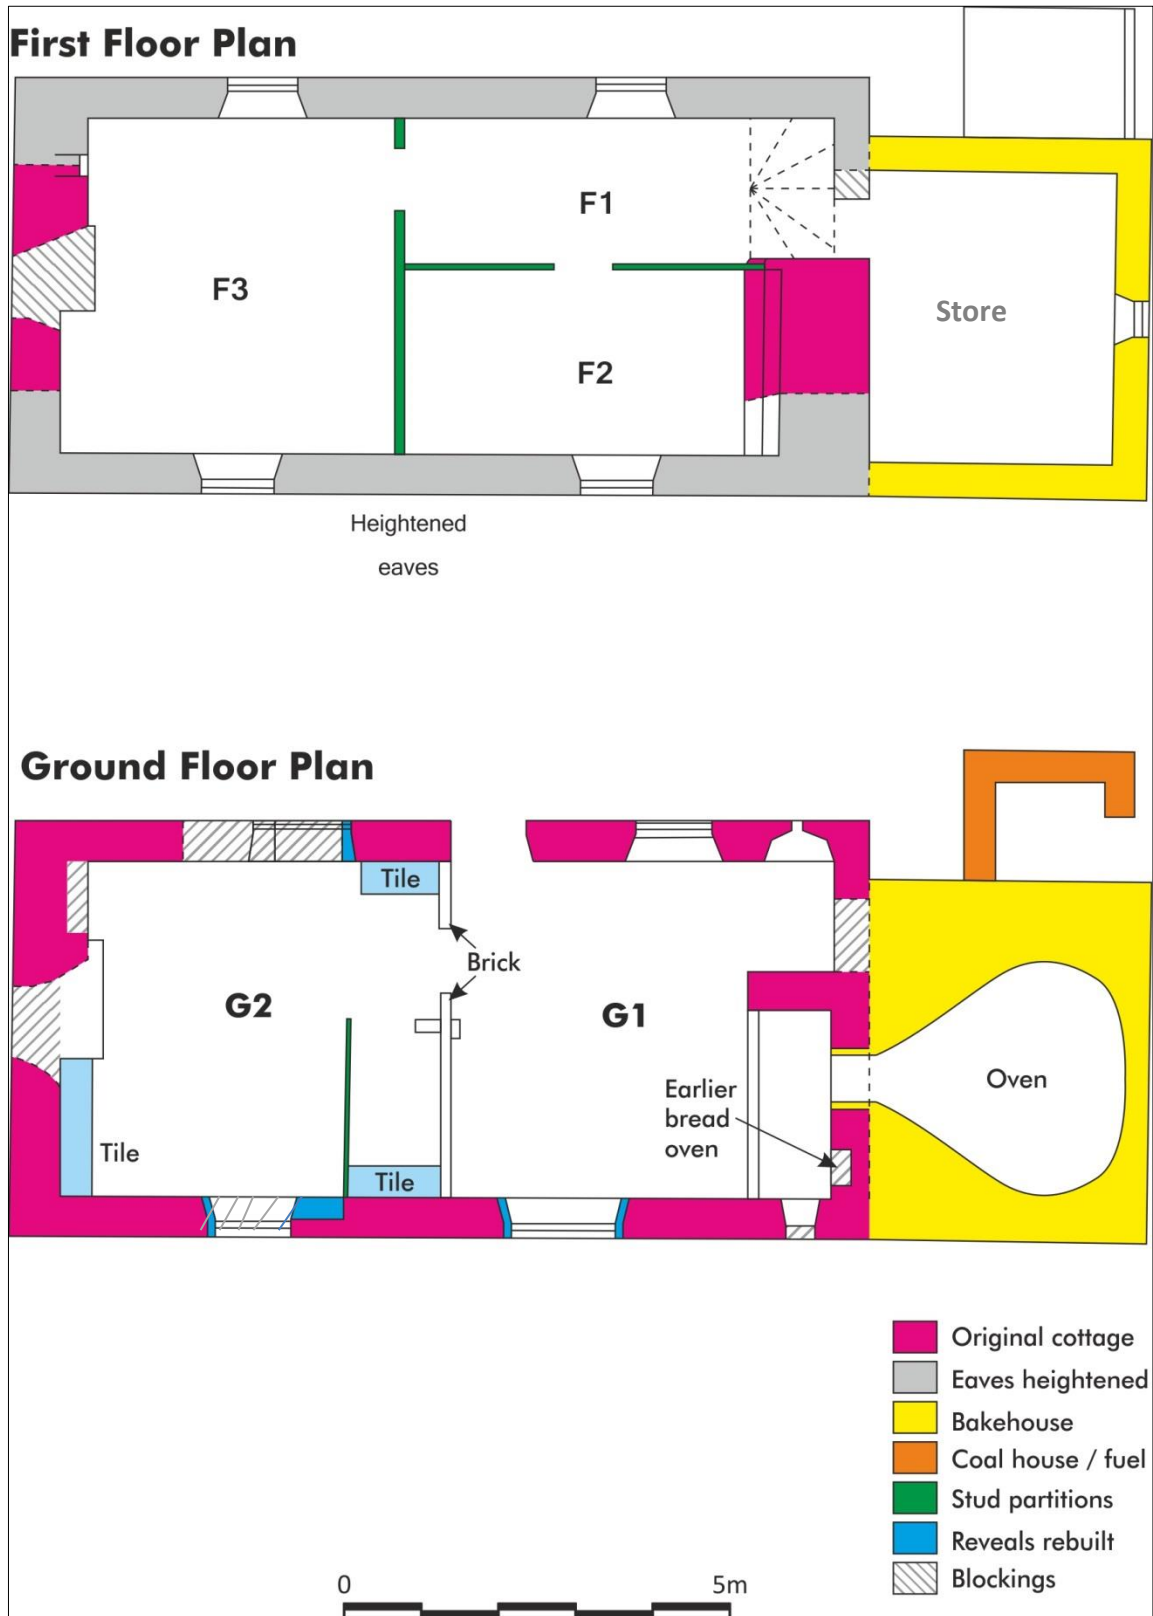 First Floor Plan
F1
F3
Store
F2
Heightened
eaves
Ground Floor Plan
Tile
Brick
G2
G1
Earlier
bread
oven
Oven
Tile
Tile
Original cottage
Eaves heightened
Bakehouse
Coal house / fuel
Stud partitions
Reveals rebuilt
Blockings
0
5m